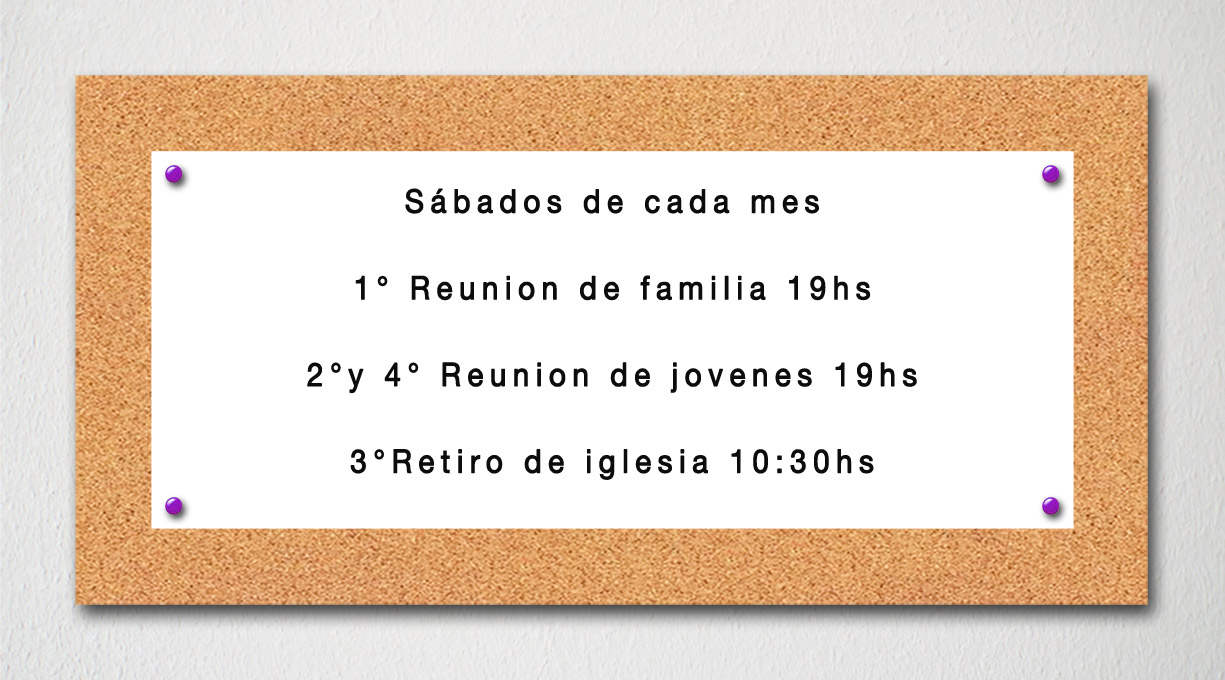 Sábados de cada mes
1° Reunion de familia 19hs
2°y 4° Reunion de jovenes 19hs
3°Retiro de iglesia 10:30hs